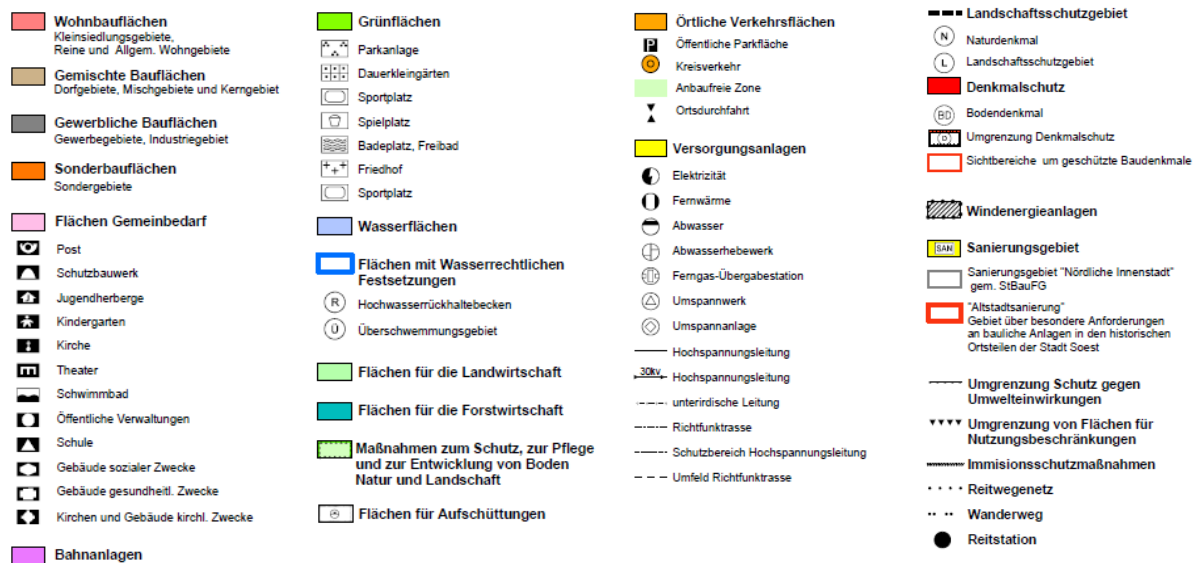 Wohnbauflächen
Kleinsiedlungsgebiete,
Reine und Allgem. Wohngebiete
Gemischte Bauflächen
Dorfgebiete, Mischgebiete und Kerngebiet
Gewerbliche Bauflächen
Gewerbegebiete, Industriegebiet
Sonderbauflächen
Sondergebiete
Flächen Gemeinbedarf
Post
Schutzbauwerk
Jugendherberge
Kindergarten
Kirche
Theater
Schwimmbad
Öffentliche Verwaltungen
Schule
Gebäude sozialer Zwecke
Gebäude gesundheitl. Zwecke
Kirchen und Gebäude kirchl. Zwecke
Bahnanlagen
Grünflächen
Parkanlage
Dauerkleingärten
Sportplatz
Spielplatz
Badeplatz, Freibad
Friedhof
Sportplatz
Wasserflächen
Flächen mit Wasserrechtlichen
Festsetzungen
R Hochwasserrückhaltebecken
Ü Überschwemmungsgebiet
Flächen für die Landwirtschaft
Flächen für die Forstwirtschaft
Maßnahmen zum Schutz, zur Pflege
und zur Entwicklung von Boden
Natur und Landschaft
Flächen für Aufschüttungen
Örtliche Verkehrsflächen
P Öffentliche Parkfläche
Kreisverkehr
Anbaufreie Zone
Ortsdurchfahrt
Versorgungsanlagen
Elektrizität
Fernwärme
Abwasser
Abwasserhebewerk
Ferngas-Übergabestation
Umspannwerk
Umspannanlage
Hochspannungsleitung
30kv Hochspannungsleitung
unterirdische Leitung
Richtfunktrasse
Schutzbereich Hochspannungsleitung
Umfeld Richtfunktrasse
Landschaftsschutzgebiet
N Naturdenkmal
L Landschaftsschutzgebiet
Denkmalschutz
BD Bodendenkmal
D Umgrenzung Denkmalschutz
Sichtbereiche um geschützte Baudenkmale
Windenergieanlagen
SAN Sanierungsgebiet
Sanierungsgebiet "Nördliche Innenstadt"
gem. StBauFG
"Altstadtsanierung"
Gebiet über besondere Anforderungen
an bauliche Anlagen in den historischen
Ortsteilen der Stadt Soest
Umgrenzung Schutz gegen
Umwelteinwirkungen
Umgrenzung von Flächen für
Nutzungsbeschränkungen
Immisionsschutzmaßnahmen
Reitwegenetz
Wanderweg
Reitstation